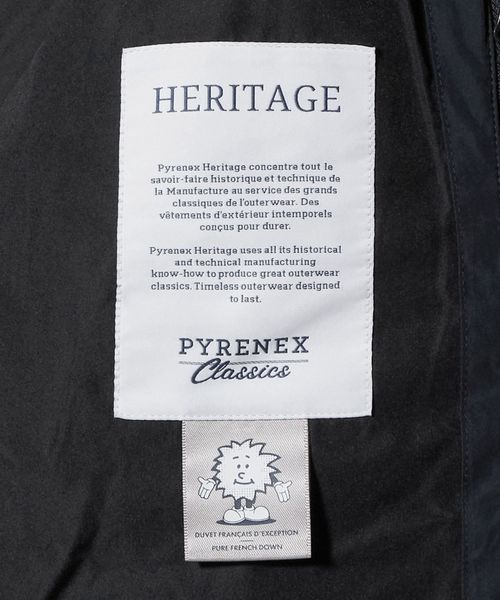 HERITAGE
Pyrenex Heritage concentre tout le
savoir-faire historique et technique de
la Manufacture au service des grands
classiques de l'outerwear. Des
vêtements d'extérieur intemporels
conçus pour durer.
Pyrenex Heritage uses all its historical
and technical manufacturing
know-how to produce great outerwear
classics. Timeless outerwear designed
to last.
PYRENEX
Classics
DUVET FRANÇAIS D'EXCEPTION
PURE FRENCH DOWN